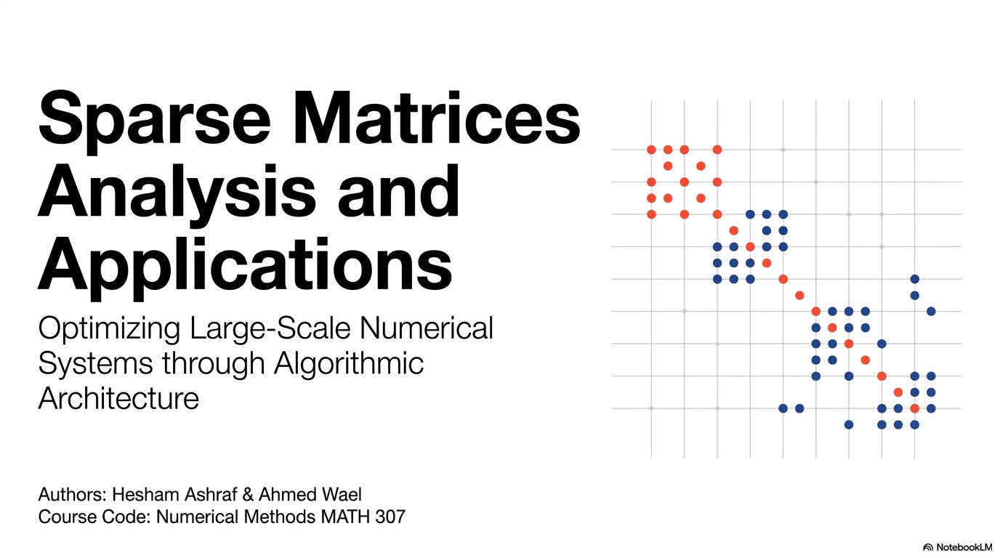 Sparse Matrices
Analysis and
Applications
Optimizing Large-Scale Numerical
Systems through Algorithmic
Architecture
Authors: Hesham Ashraf & Ahmed Wael
Course Code: Numerical Methods MATH 307
NotebookLM